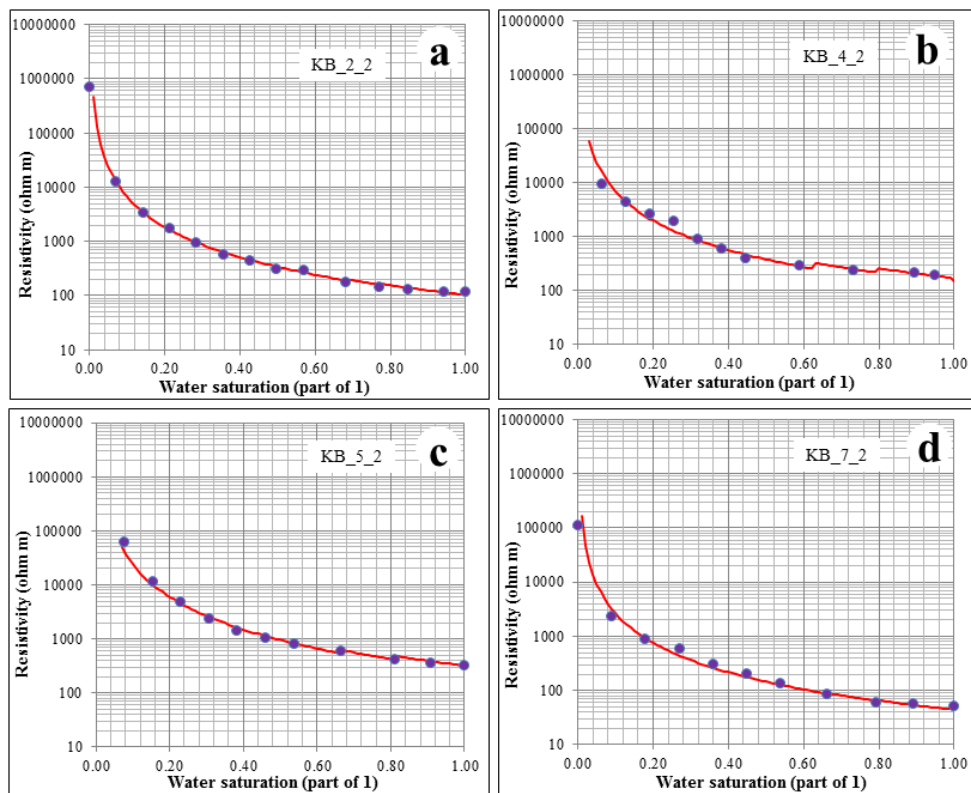 10000000
a
KB_2_2
1000000
100000
10000
1000
100
10
Resistivity (ohm m)
0.00 0.20 0.40 0.60 0.80 1.00
Water saturation (part of 1)
10000000
b
KB_4_2
1000000
100000
10000
1000
100
10
Resistivity (ohm m)
0.00 0.20 0.40 0.60 0.80 1.00
Water saturation (part of 1)
10000000
c
KB_5_2
1000000
100000
10000
1000
100
10
Resistivity (ohm m)
0.00 0.20 0.40 0.60 0.80 1.00
Water saturation (part of 1)
10000000
d
KB_7_2
1000000
100000
10000
1000
100
10
Resistivity (ohm m)
0.00 0.20 0.40 0.60 0.80 1.00
Water saturation (part of 1)